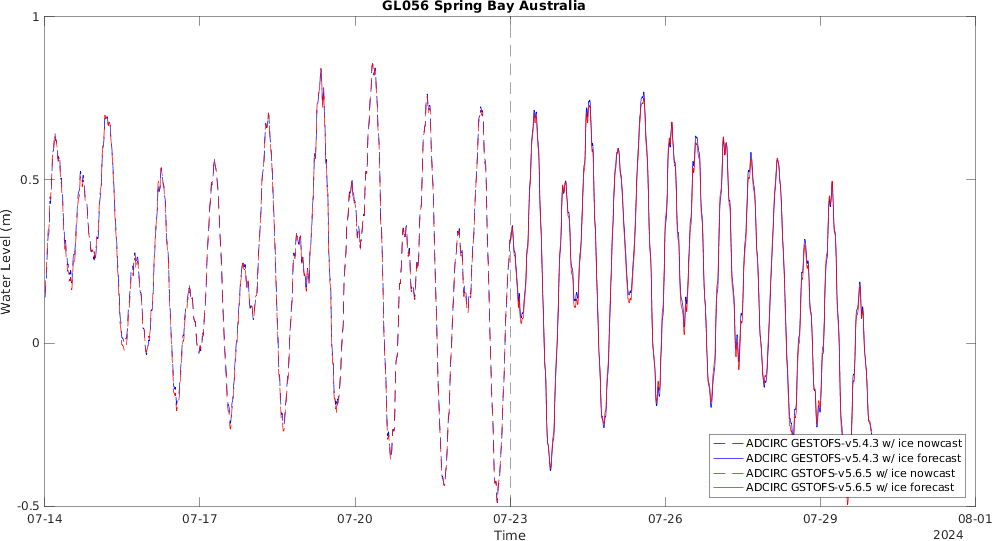 GL056 Spring Bay Australia
1
0.5
0
-0.5
Water Level (m)
07-14
07-17
07-20
07-23
07-26
07-29
08-01
Time
2024
ADCIRC GESTOFS-v5.4.3 w/ ice nowcast
ADCIRC GESTOFS-v5.4.3 w/ ice forecast
ADCIRC GSTOFS-v5.6.5 w/ ice nowcast
ADCIRC GSTOFS-v5.6.5 w/ ice forecast